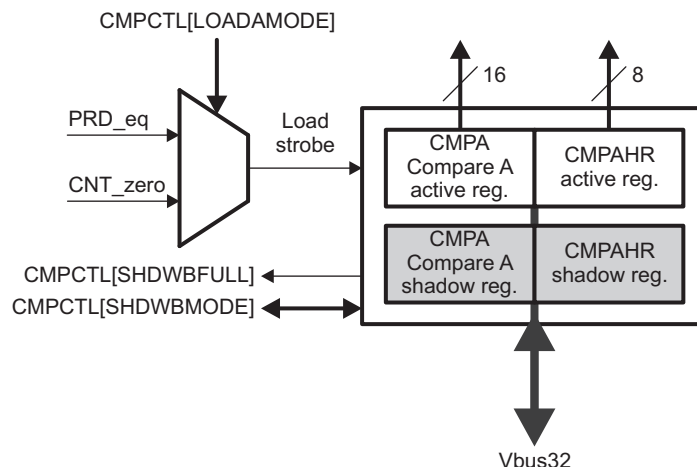 CMPCTL[LOADAMODE]
16
8
PRD_eq
Load
strobe
CNT_zero
CMPA
Compare A
active reg.
CMPAHR
active reg.
CMPA
Compare A
shadow reg.
CMPAHR
shadow reg.
CMPCTL[SHDWBFULL]
CMPCTL[SHDWBMODE]
Vbus32